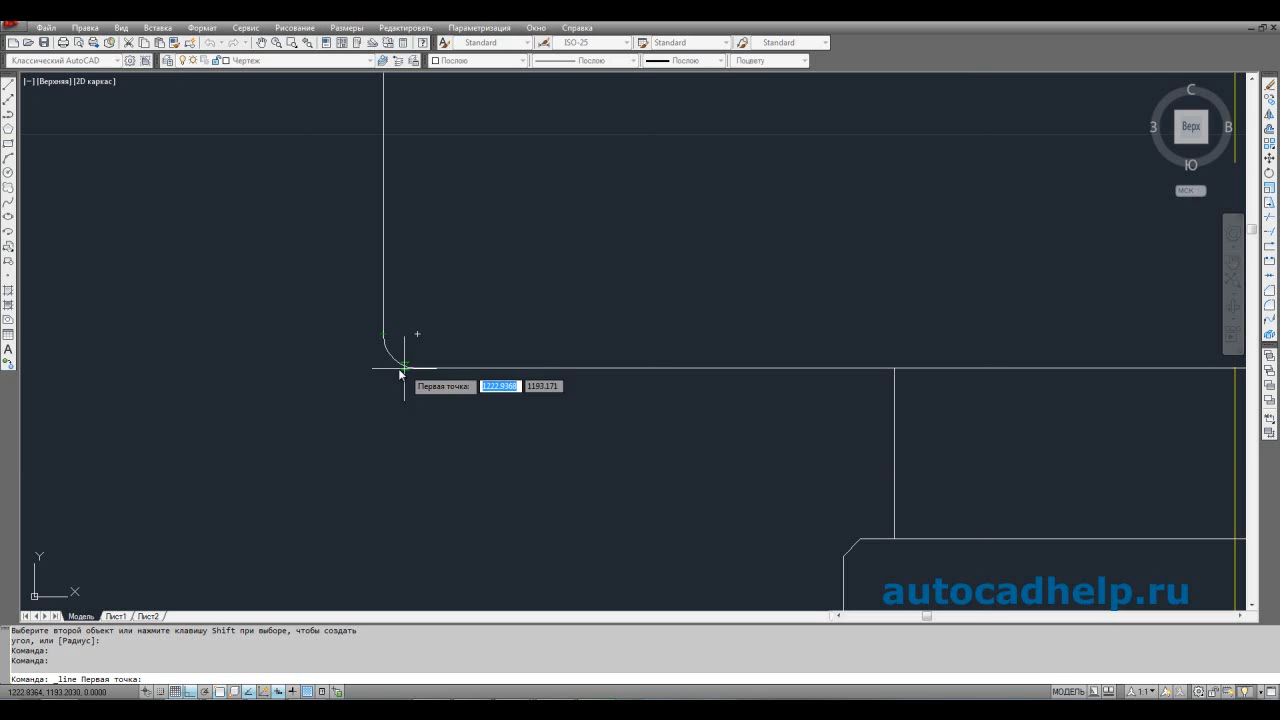 Файл Правка Вид Вставка Формат Сервис Рисование Размеры Редактировать Параметризация Окно Справка
Standard ISO-25 Standard Standard
Классический AutoCAD Чертеж Послою Послою Послою Поцвету
[−][Верхняя][2D каркас]
С
З Верх В
Ю
МСК
Первая точка: 1222.9368 1193.171
Y
X
autocadhelp.ru
Модель Лист1 Лист2
Выберите второй объект или нажмите клавишу Shift при выборе, чтобы создать
угол, или [Радиус]:
Команда:
Команда:
Команда: _line Первая точка:
1222.9364, 1193.2030, 0.0000 МОДЕЛЬ 1:1